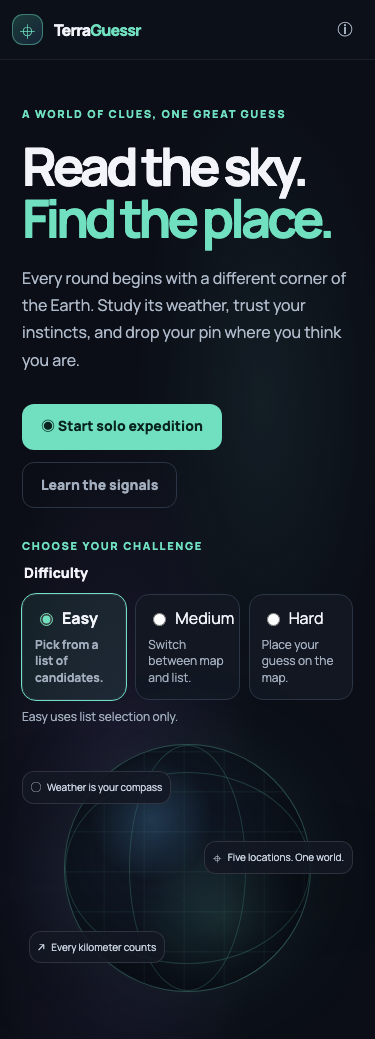 TerraGuessr
A WORLD OF CLUES, ONE GREAT GUESS
Read the sky.
Find the place.
Every round begins with a different corner of
the Earth. Study its weather, trust your
instincts, and drop your pin where you think
you are.
Start solo expedition
Learn the signals
CHOOSE YOUR CHALLENGE
Difficulty
Easy
Pick from a
list of
candidates.
Medium
Switch
between map
and list.
Hard
Place your
guess on the
map.
Easy uses list selection only.
Weather is your compass
Five locations. One world.
Every kilometer counts